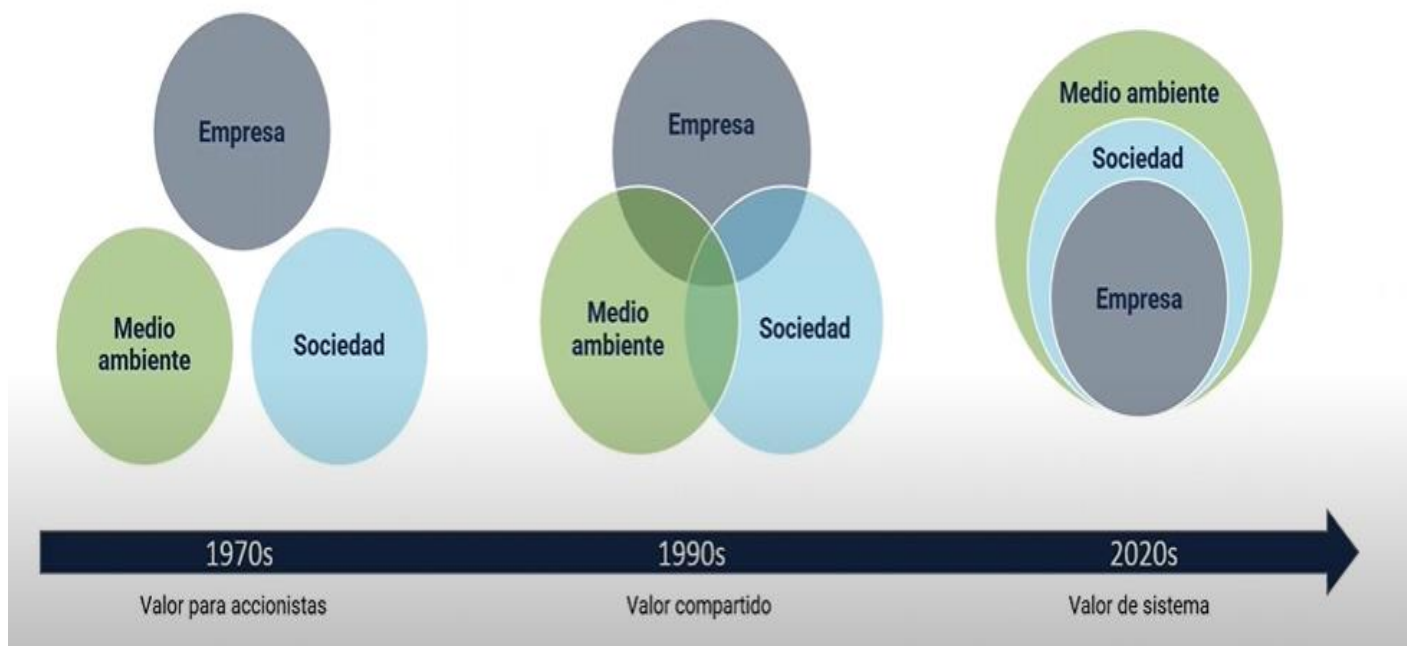 Empresa
Medio
ambiente
Sociedad
Empresa
Medio
ambiente
Sociedad
Medio ambiente
Sociedad
Empresa
1970s
1990s
2020s
Valor para accionistas
Valor compartido
Valor de sistema